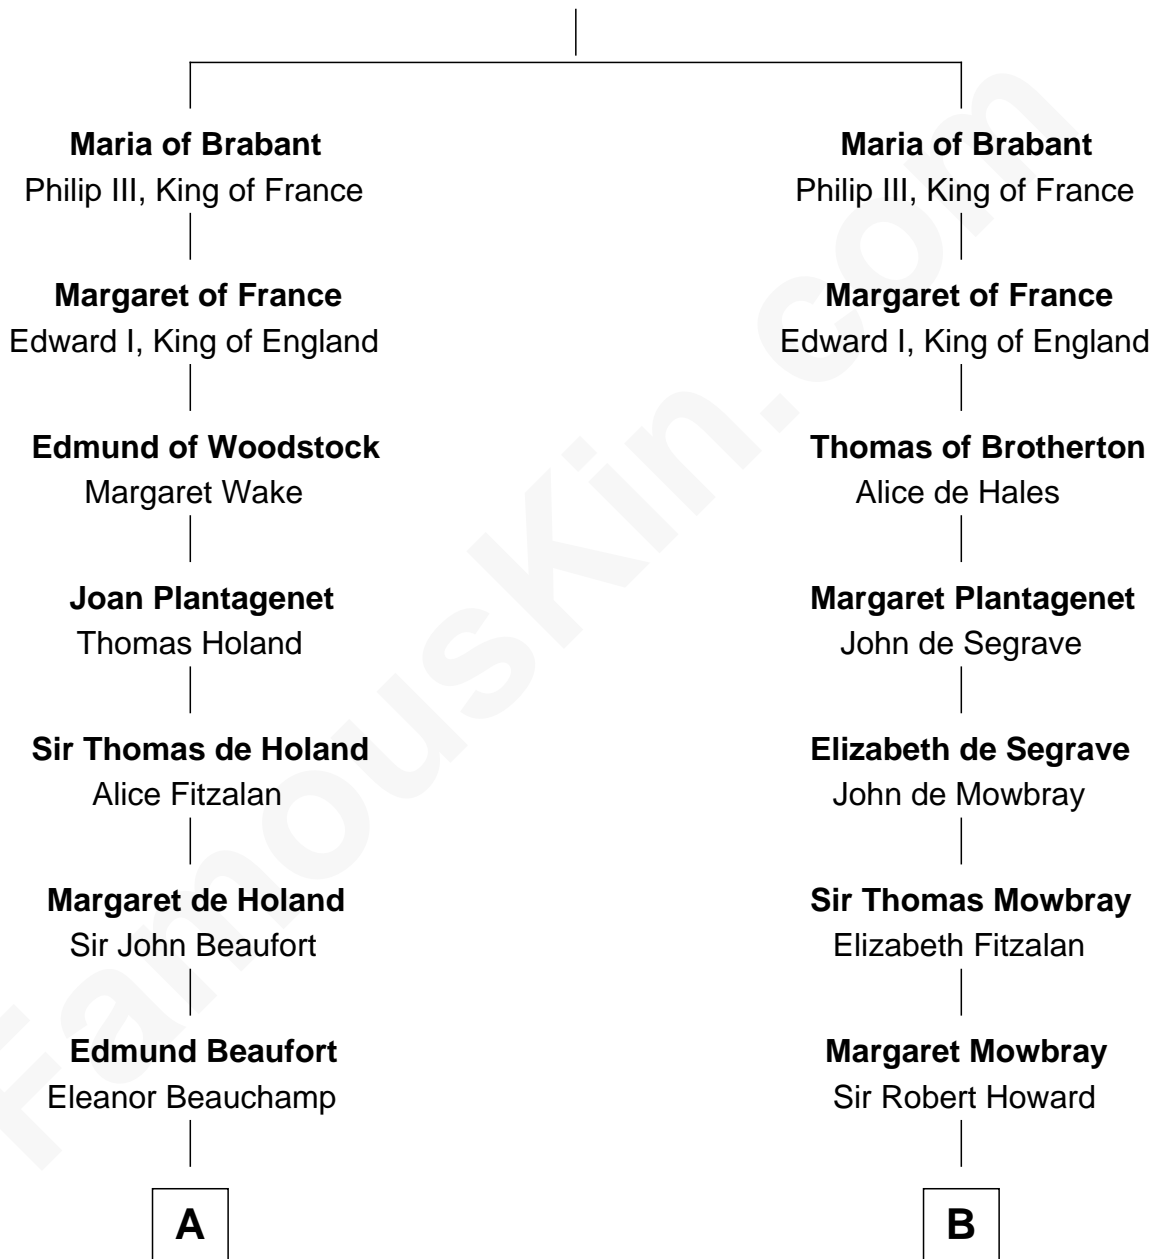 Maria of Brabant
Philip III, King of France
Margaret of France
Edward I, King of England
Edmund of Woodstock
Margaret Wake
Joan Plantagenet
Thomas Holand
Sir Thomas de Holand
Alice Fitzalan
Margaret de Holand
Sir John Beaufort
Edmund Beaufort
Eleanor Beauchamp
A
Maria of Brabant
Philip III, King of France
Margaret of France
Edward I, King of England
Thomas of Brotherton
Alice de Hales
Margaret Plantagenet
John de Segrave
Elizabeth de Segrave
John de Mowbray
Sir Thomas Mowbray
Elizabeth Fitzalan
Margaret Mowbray
Sir Robert Howard
B
FamousKin.com